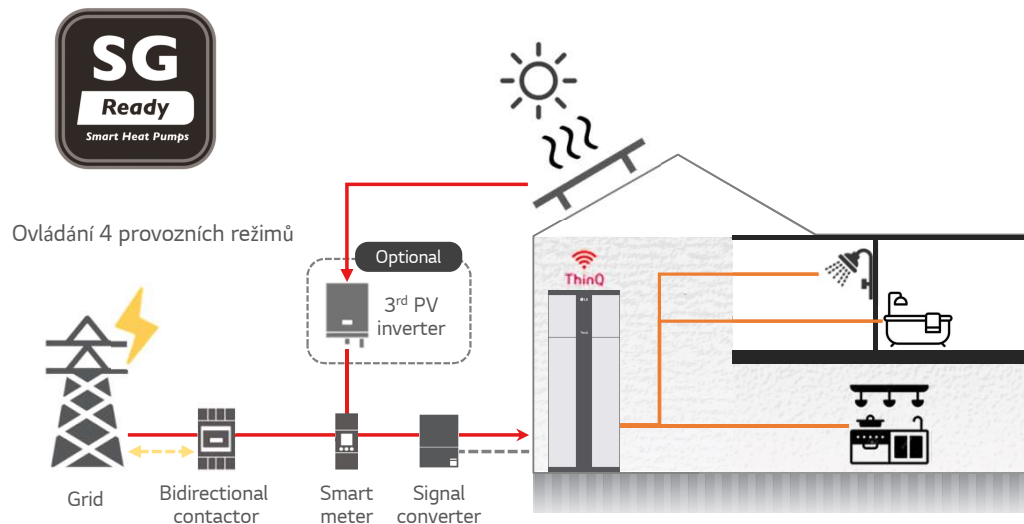 SG
Ready
Smart Heat Pumps
Ovládání 4 provozních režimů
Optional
3rd PV
inverter
ThinQ
LG
Grid
Bidirectional
contactor
Smart
meter
Signal
converter